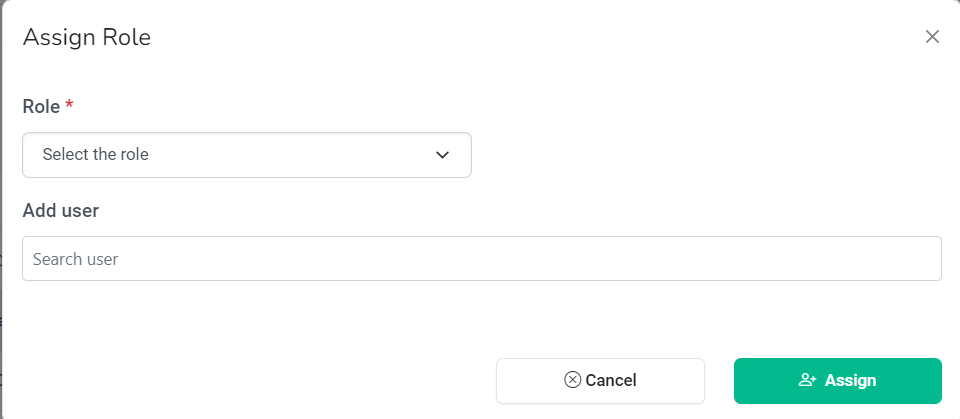 Assign Role
Role *
Select the role
Add user
Search user
Cancel
Assign